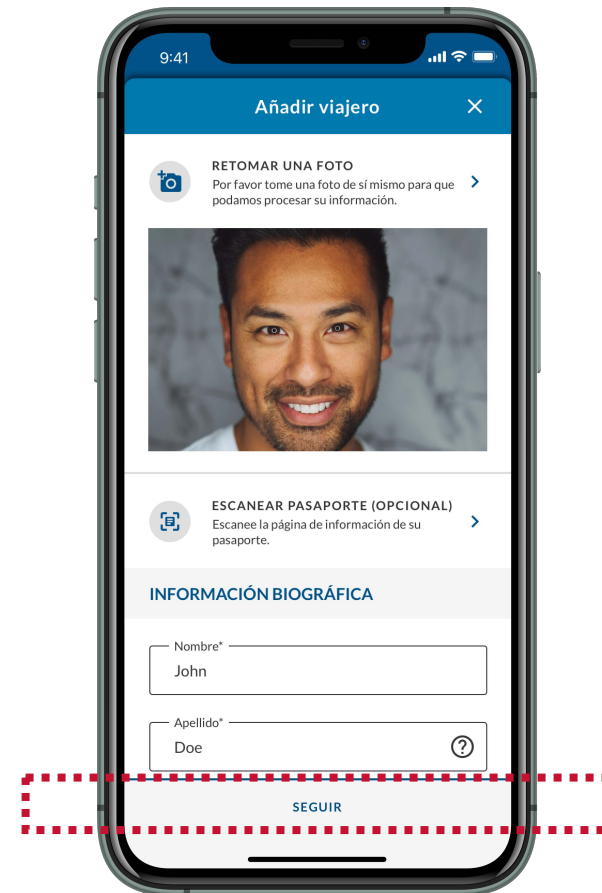 9:41
Añadir viajero
RETOMAR UNA FOTO
Por favor tome una foto de sí mismo para que
podamos procesar su información.
ESCANEAR PASAPORTE (OPCIONAL)
Escanee la página de información de su
pasaporte.
INFORMACIÓN BIOGRÁFICA
Nombre*
John
Apellido*
Doe
SEGUIR